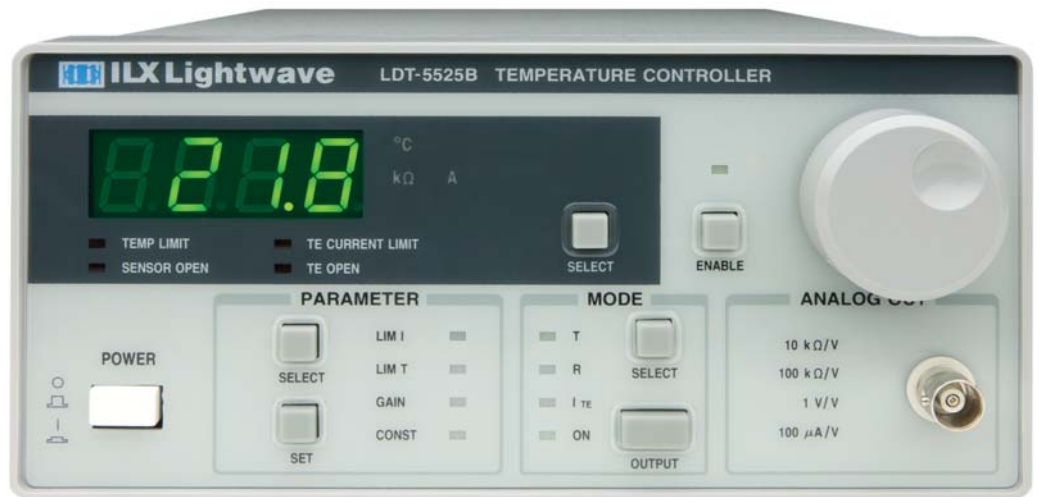 ILX Lightwave LDT-5525B TEMPERATURE CONTROLLER
21.8
°C
kΩ A
TEMP LIMIT TE CURRENT LIMIT
SENSOR OPEN TE OPEN
SELECT
ENABLE
POWER
PARAMETER
SELECT
SET
LIM I
LIM T
GAIN
CONST
MODE
T
R
I TE
ON
SELECT
OUTPUT
ANALOG OUT
10 kΩ/V
100 kΩ/V
1 V/V
100 µA/V